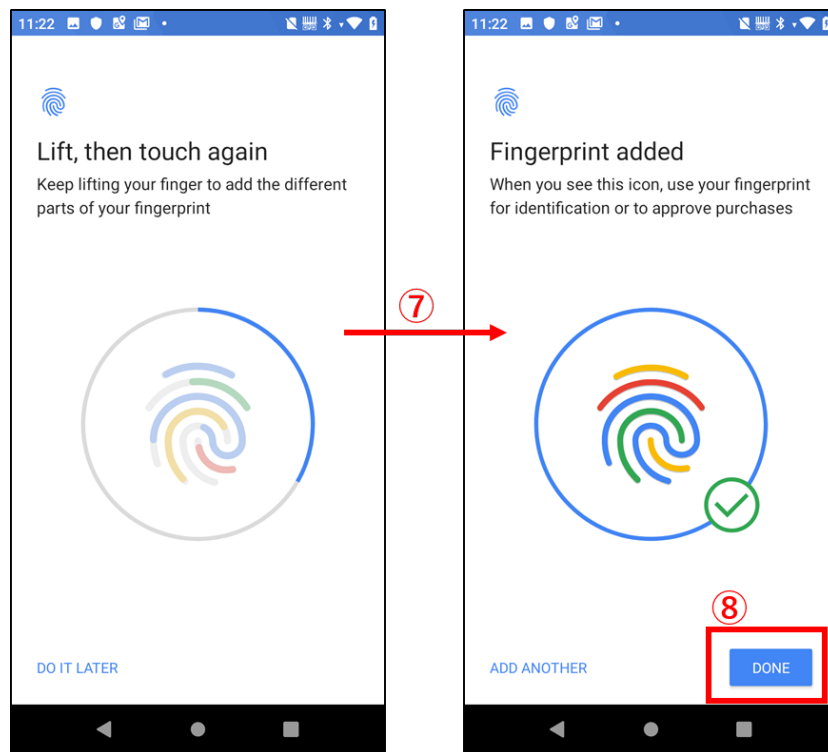 11:22
Lift, then touch again
Keep lifting your finger to add the different
parts of your fingerprint
DO IT LATER
⑦
11:22
Fingerprint added
When you see this icon, use your fingerprint
for identification or to approve purchases
⑧
ADD ANOTHER
DONE